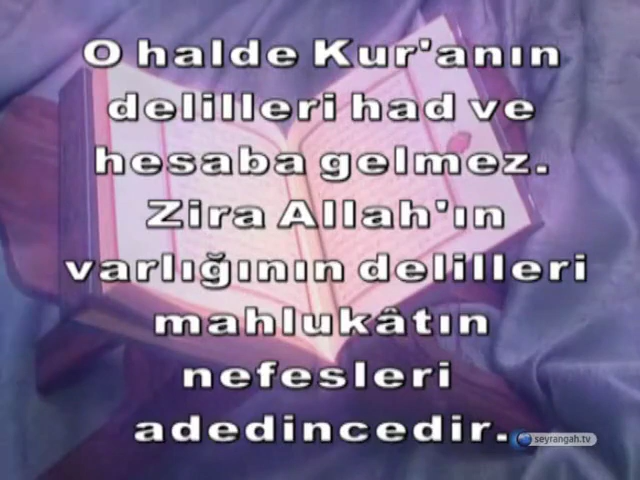 O halde Kur'anın
delilleri had ve
hesaba gelmez.
Zira Allah'ın
varlığının delilleri
mahlukâtın
nefesleri
adedincedir.
seyrangah.tv